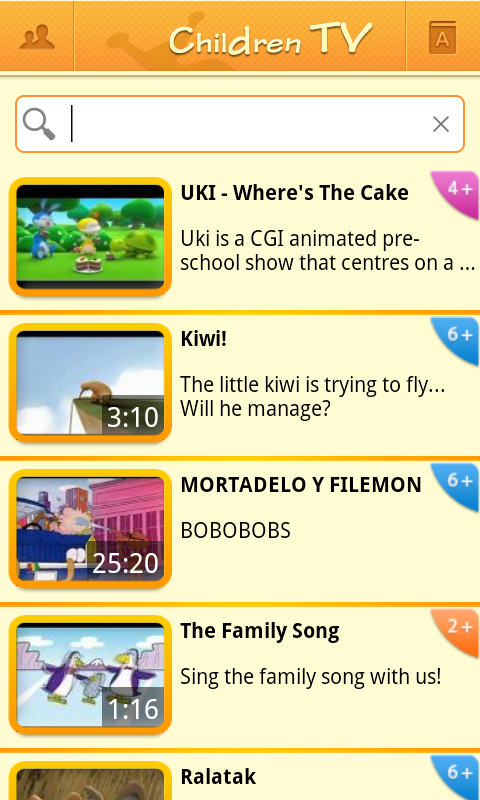 Children TV
A
UKI - Where's The Cake
4+
Uki is a CGI animated pre-
school show that centres on a ...
Kiwi!
6+
The little kiwi is trying to fly...
Will he manage?
3:10
MORTADELO Y FILEMON
6+
BOBOBOBS
25:20
The Family Song
2+
Sing the family song with us!
1:16
Ralatak
6+